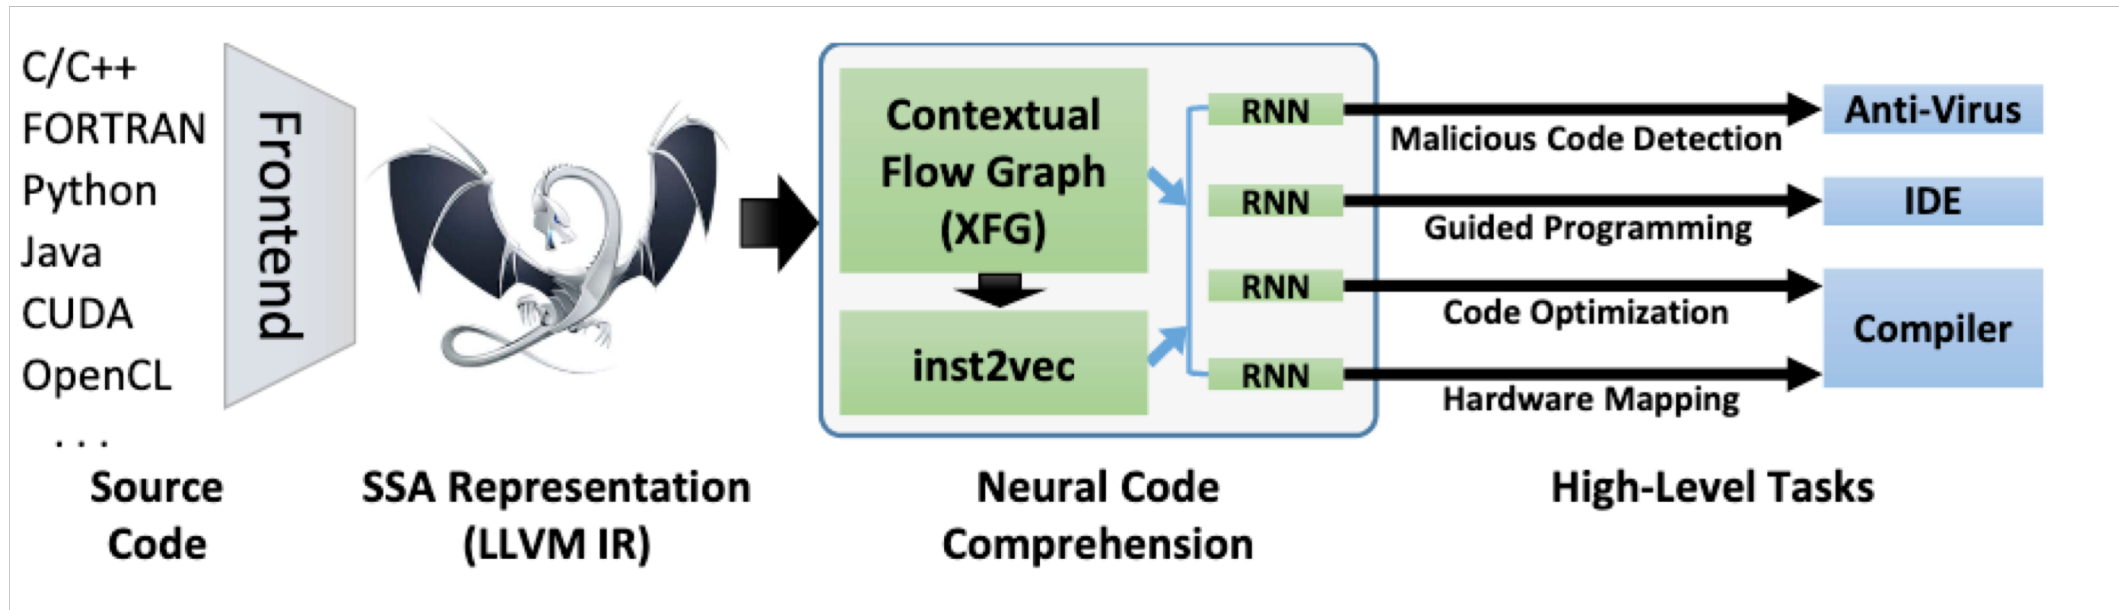 C/C++
FORTRAN
Python
Java
CUDA
OpenCL
. . .
Frontend
Source
Code
SSA Representation
(LLVM IR)
Contextual
Flow Graph
(XFG)
inst2vec
RNN
RNN
RNN
RNN
Neural Code
Comprehension
Malicious Code Detection
Guided Programming
Code Optimization
Hardware Mapping
Anti-Virus
IDE
Compiler
High-Level Tasks